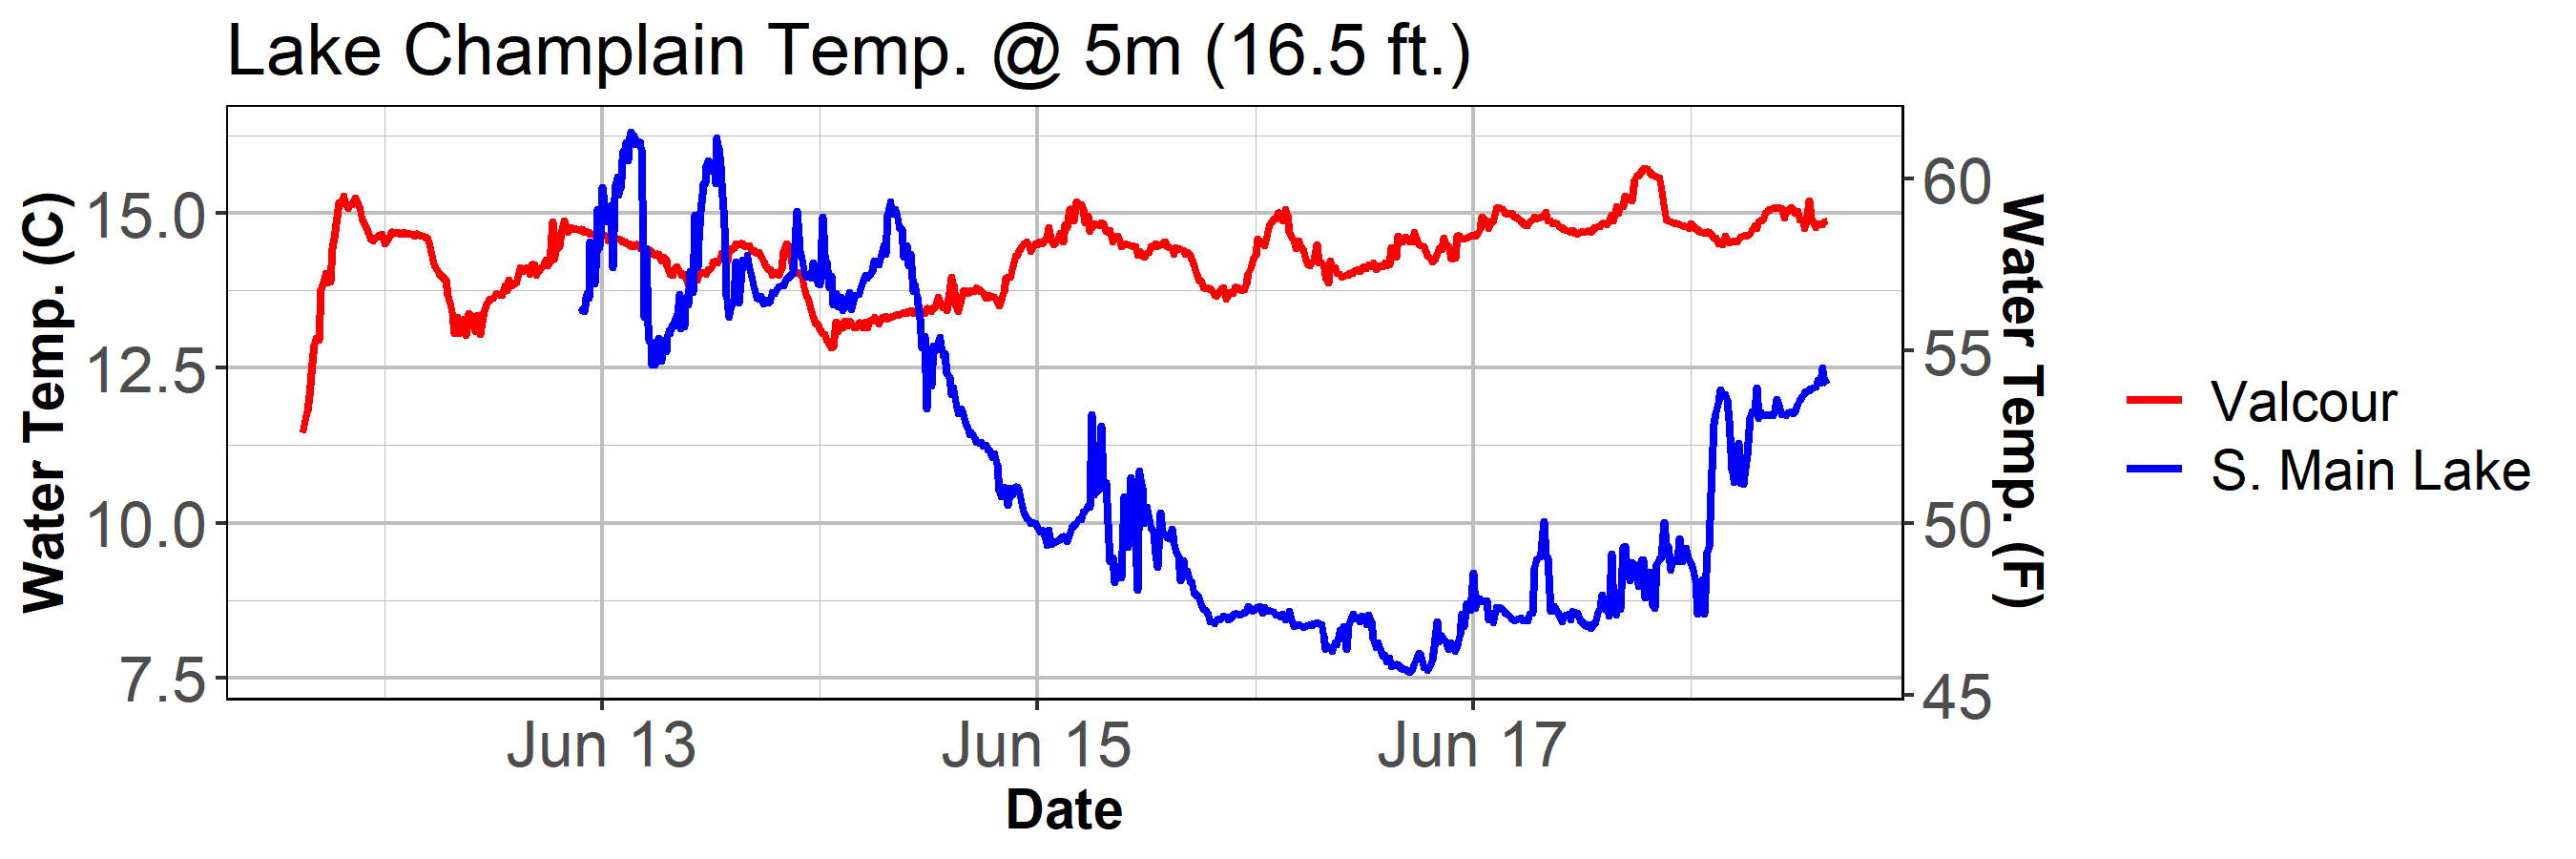 Lake Champlain Temp. @ 5m (16.5 ft.)
Water Temp. (C)
15.0
12.5
10.0
7.5
60
55
50
45
Water Temp. (F)
Jun 13
Jun 15
Jun 17
Date
Valcour
S. Main Lake